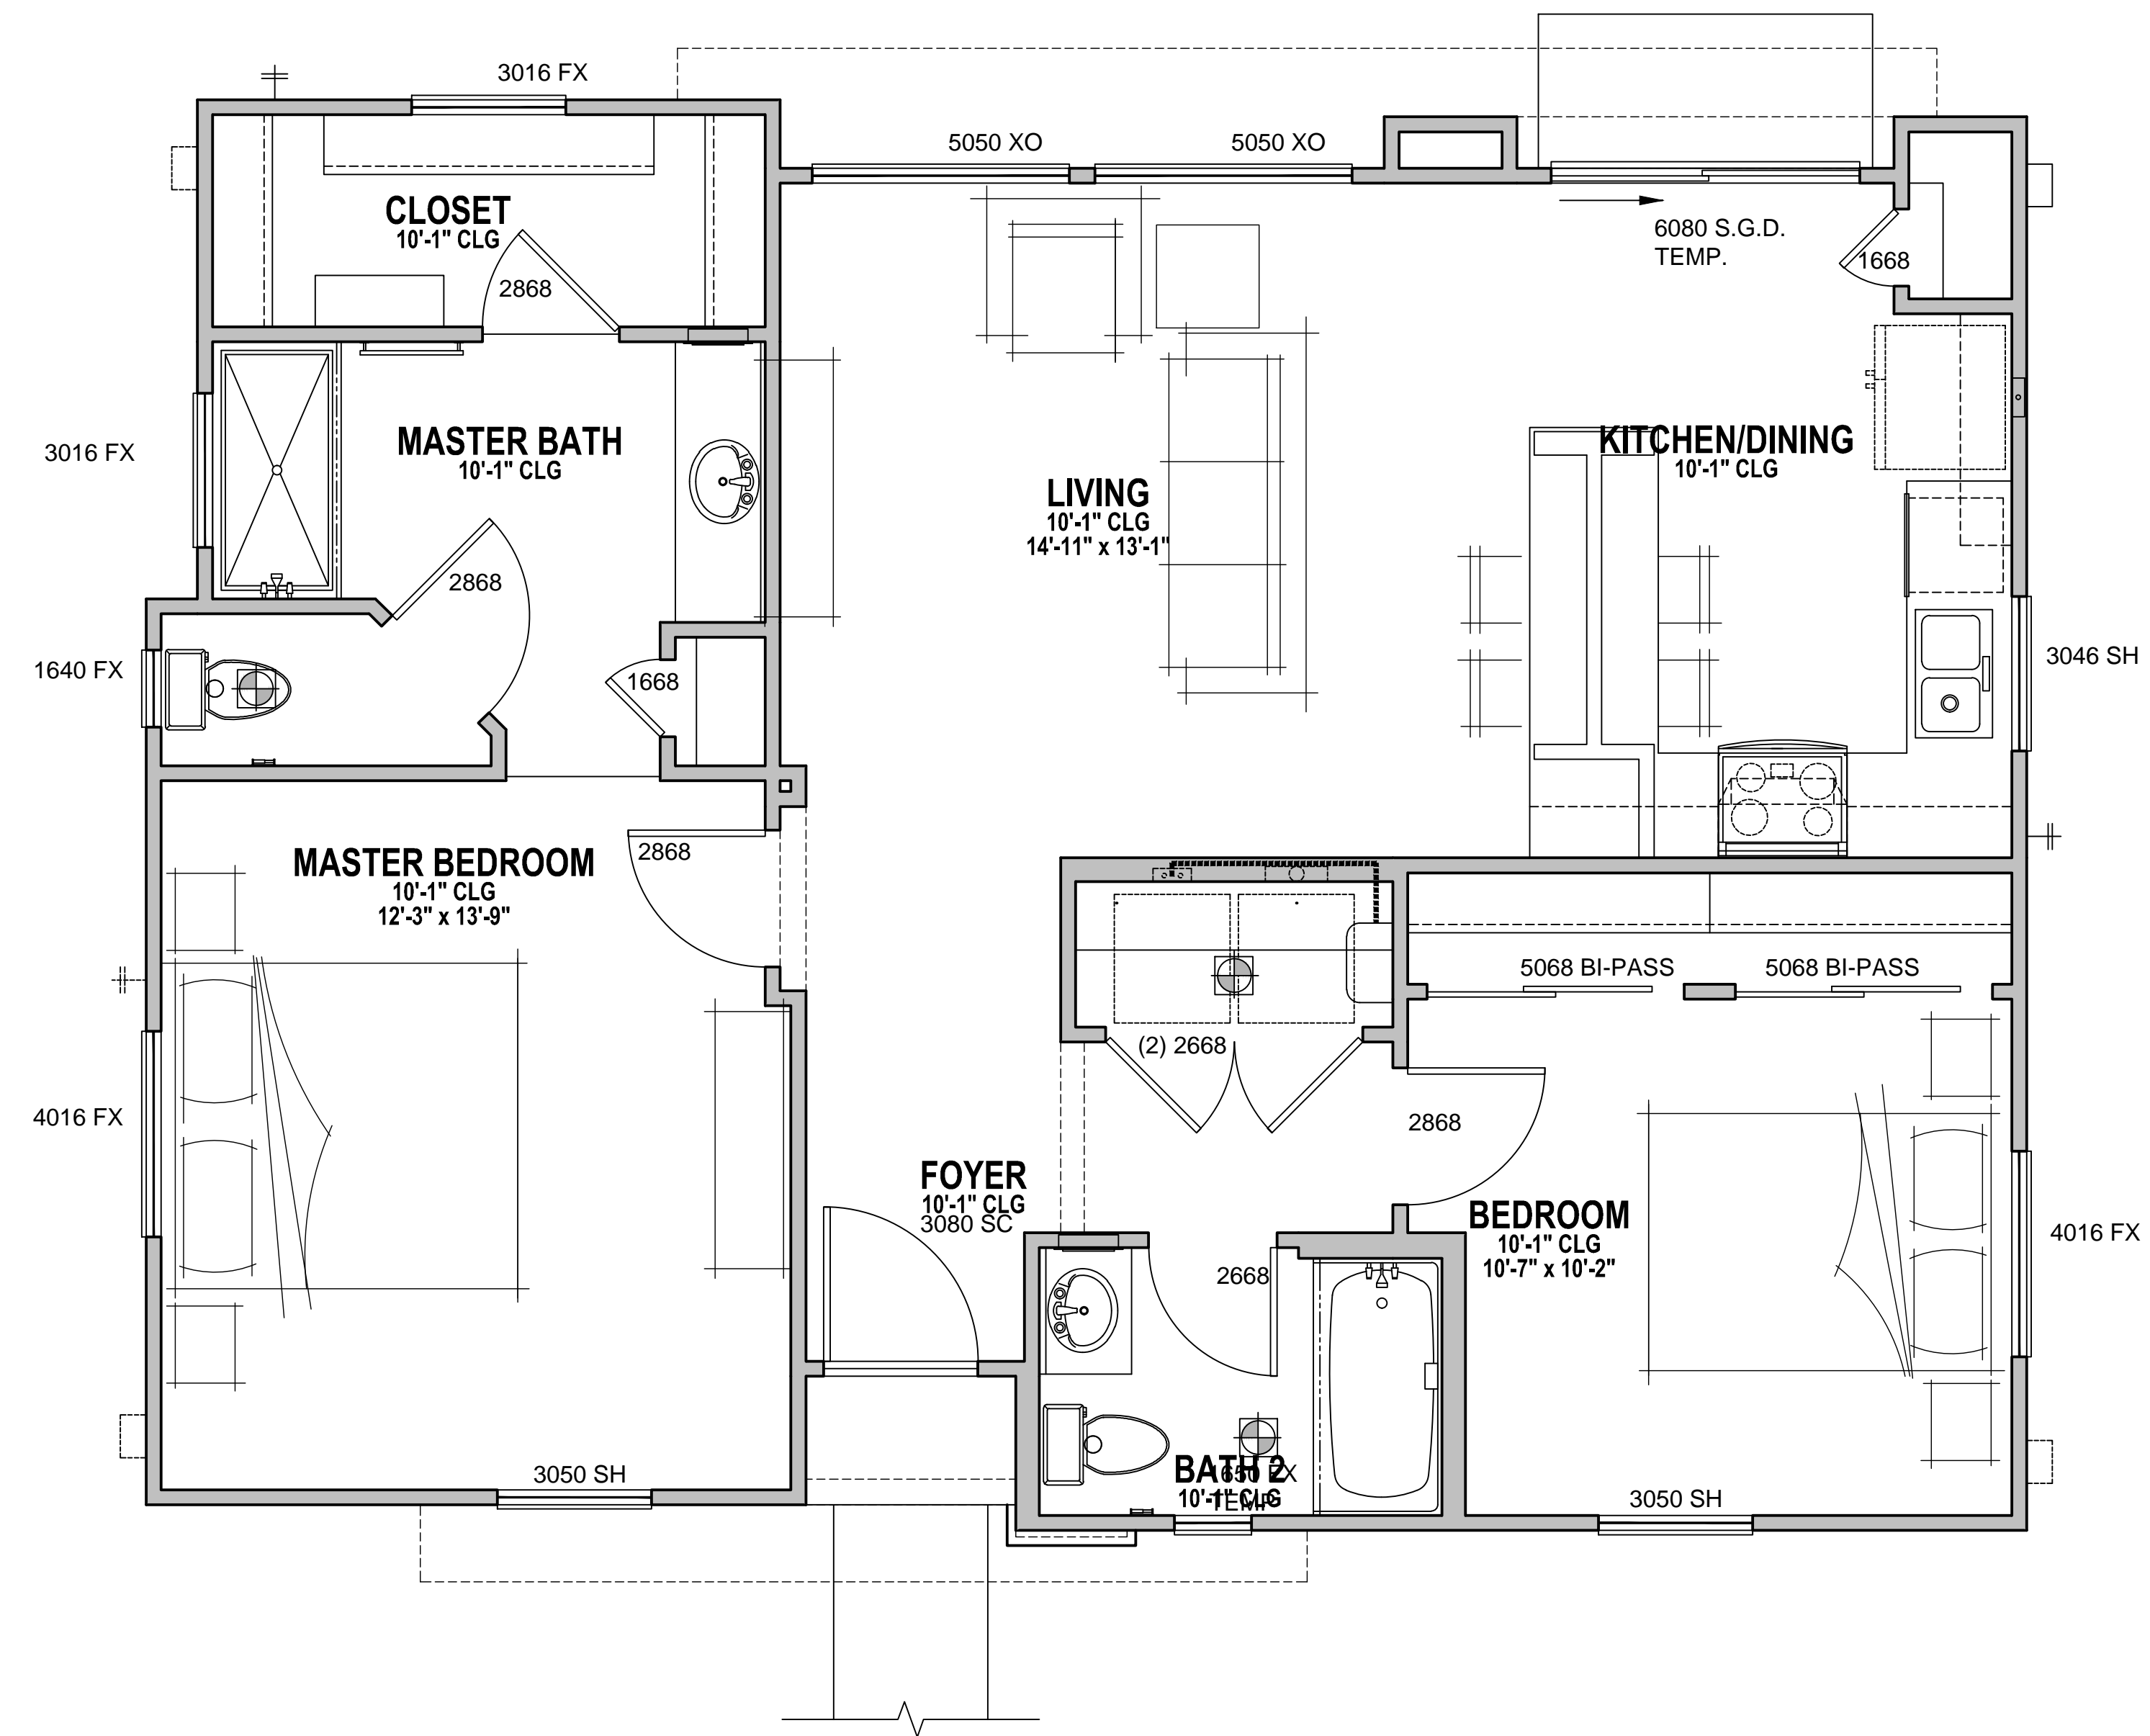 3016 FX
5050 XO
5050 XO
CLOSET
10'-1" CLG
2868
6080 S.G.D.
TEMP.
1668
3016 FX
MASTER BATH
10'-1" CLG
KITCHEN/DINING
10'-1" CLG
LIVING
10'-1" CLG
14'-11" x 13'-1"
2868
1640 FX
1668
3046 SH
MASTER BEDROOM
10'-1" CLG
12'-3" x 13'-9"
2868
5068 BI-PASS
5068 BI-PASS
(2) 2668
4016 FX
2868
FOYER
10'-1" CLG
3080 SC
BEDROOM
10'-1" CLG
10'-7" x 10'-2"
4016 FX
2668
3050 SH
BATH 2
10'-1" CLG
1650 FX
TEMP.
3050 SH